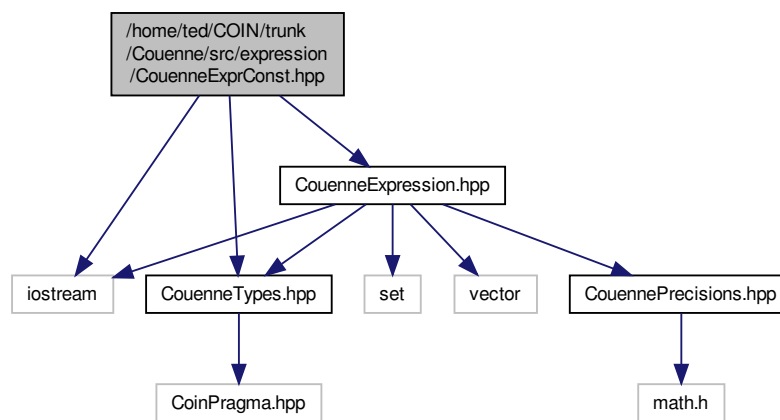 /home/ted/COIN/trunk
/Couenne/src/expression
/CouenneExprConst.hpp
CouenneExpression.hpp
iostream
CouenneTypes.hpp
set
vector
CouennePrecisions.hpp
CoinPragma.hpp
math.h